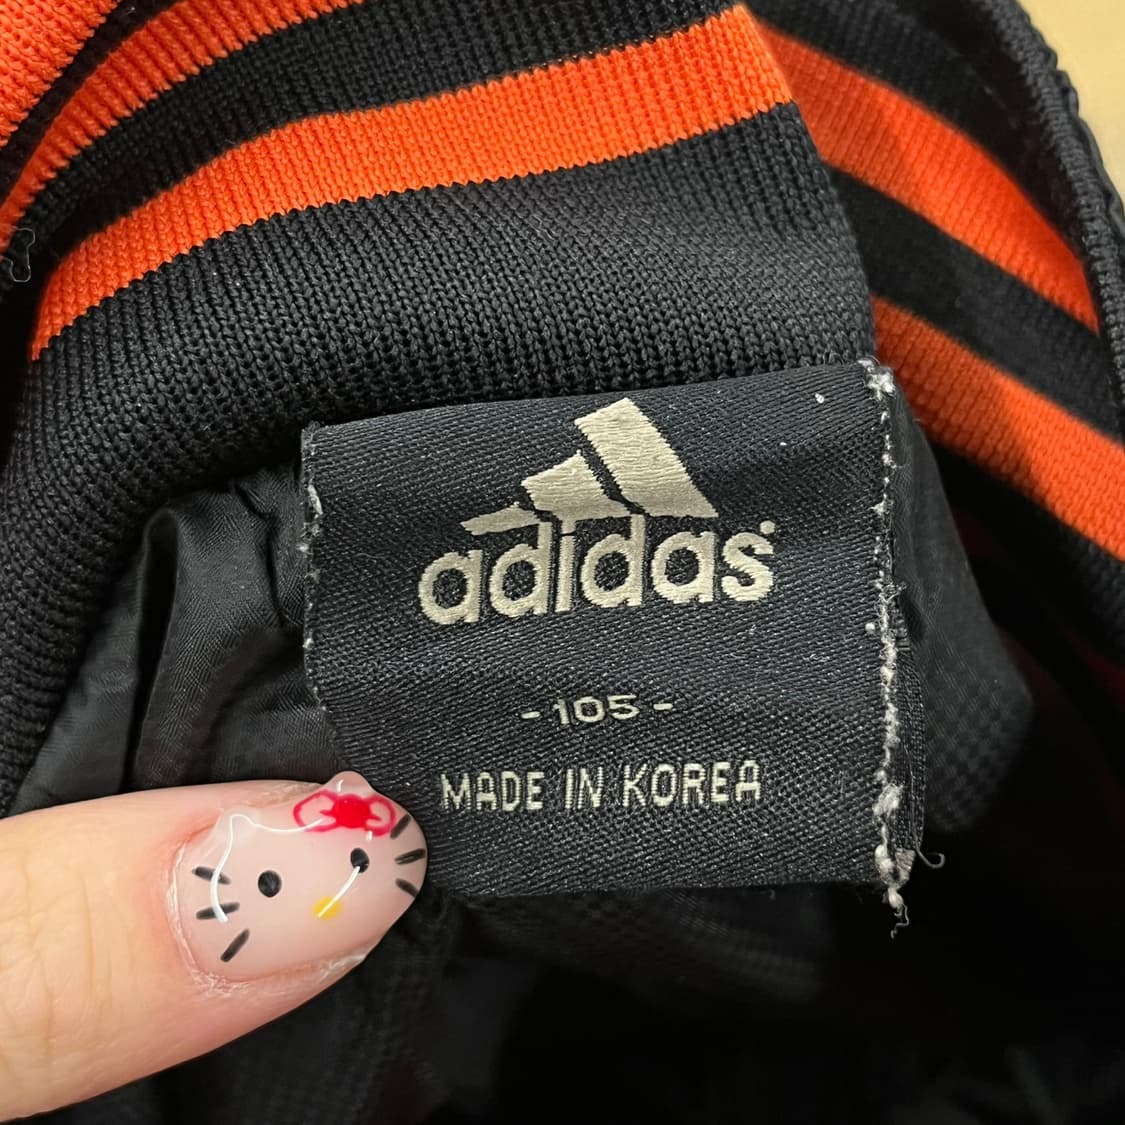 adidas
- 105 -
MADE IN KOREA